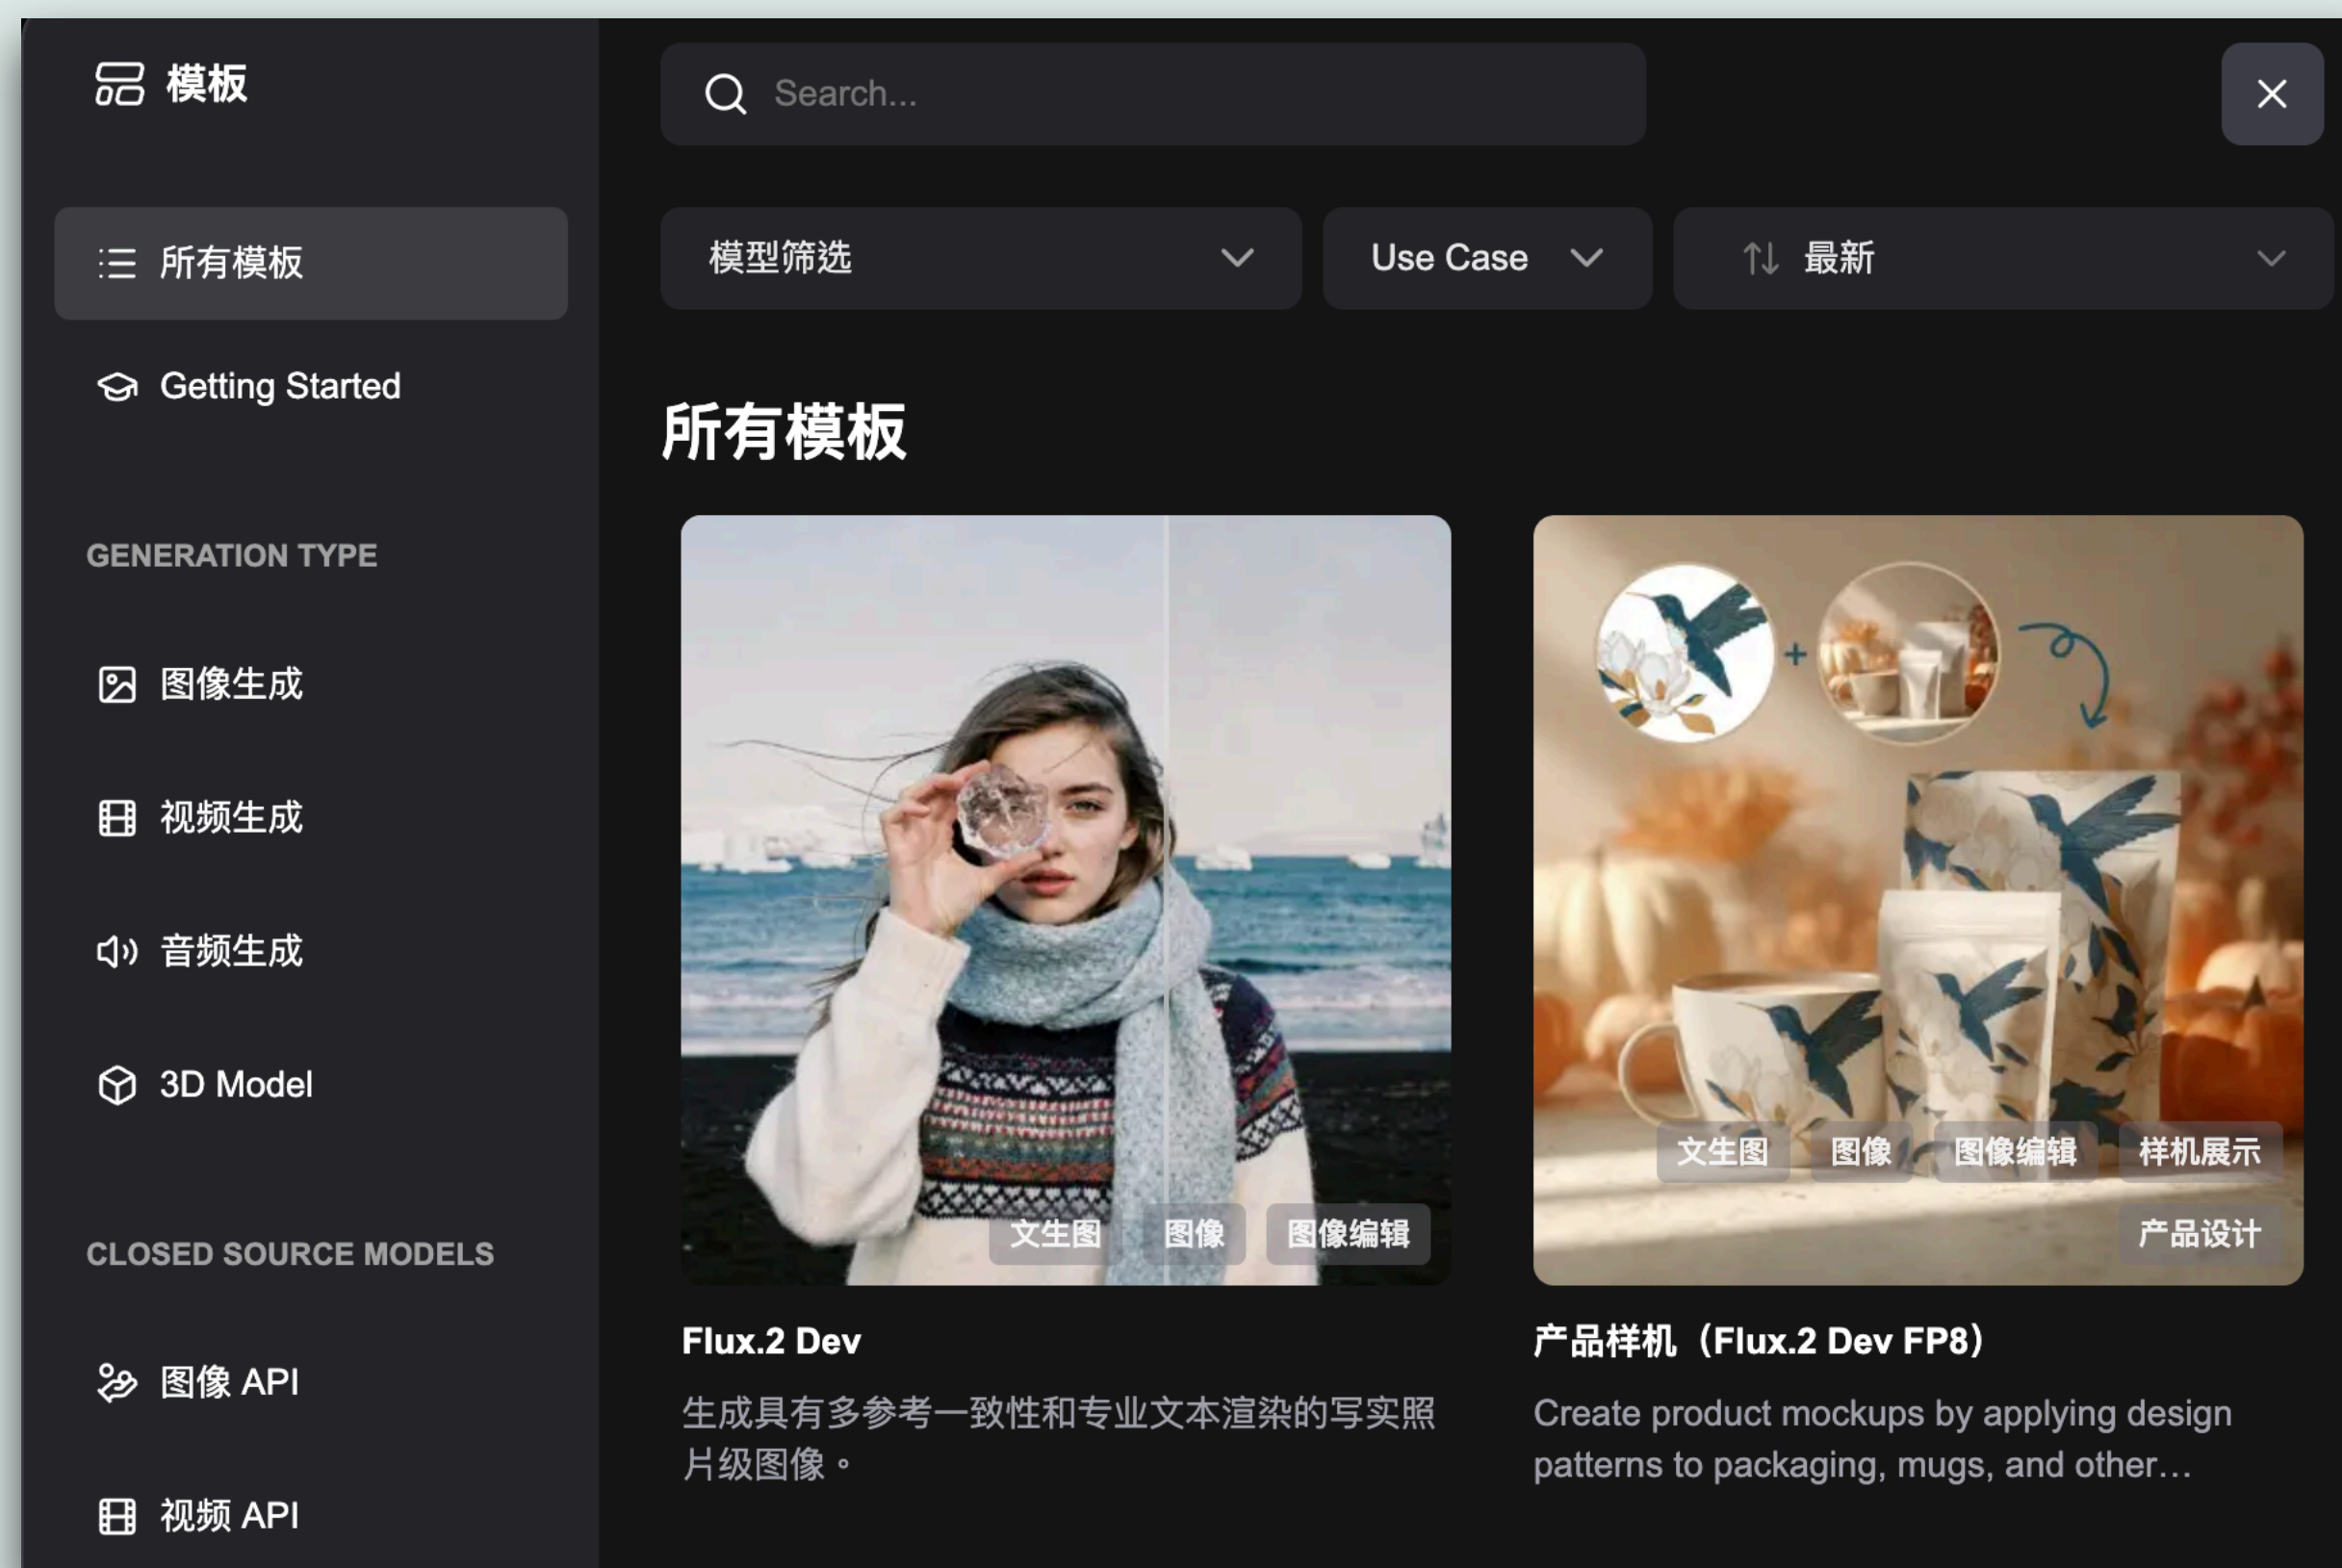 模板
所有模板
Getting Started
GENERATION TYPE
图像生成
视频生成
音频生成
3D Model
CLOSED SOURCE MODELS
图像 API
视频 API
Search...
模型筛选
Use Case
最新
所有模板
文生图 图像 图像编辑
Flux.2 Dev
生成具有多参考一致性和专业文本渲染的写实照
片级图像。
文生图 图像 图像编辑 样机展示
产品设计
产品样机（Flux.2 Dev FP8）
Create product mockups by applying design
patterns to packaging, mugs, and other…